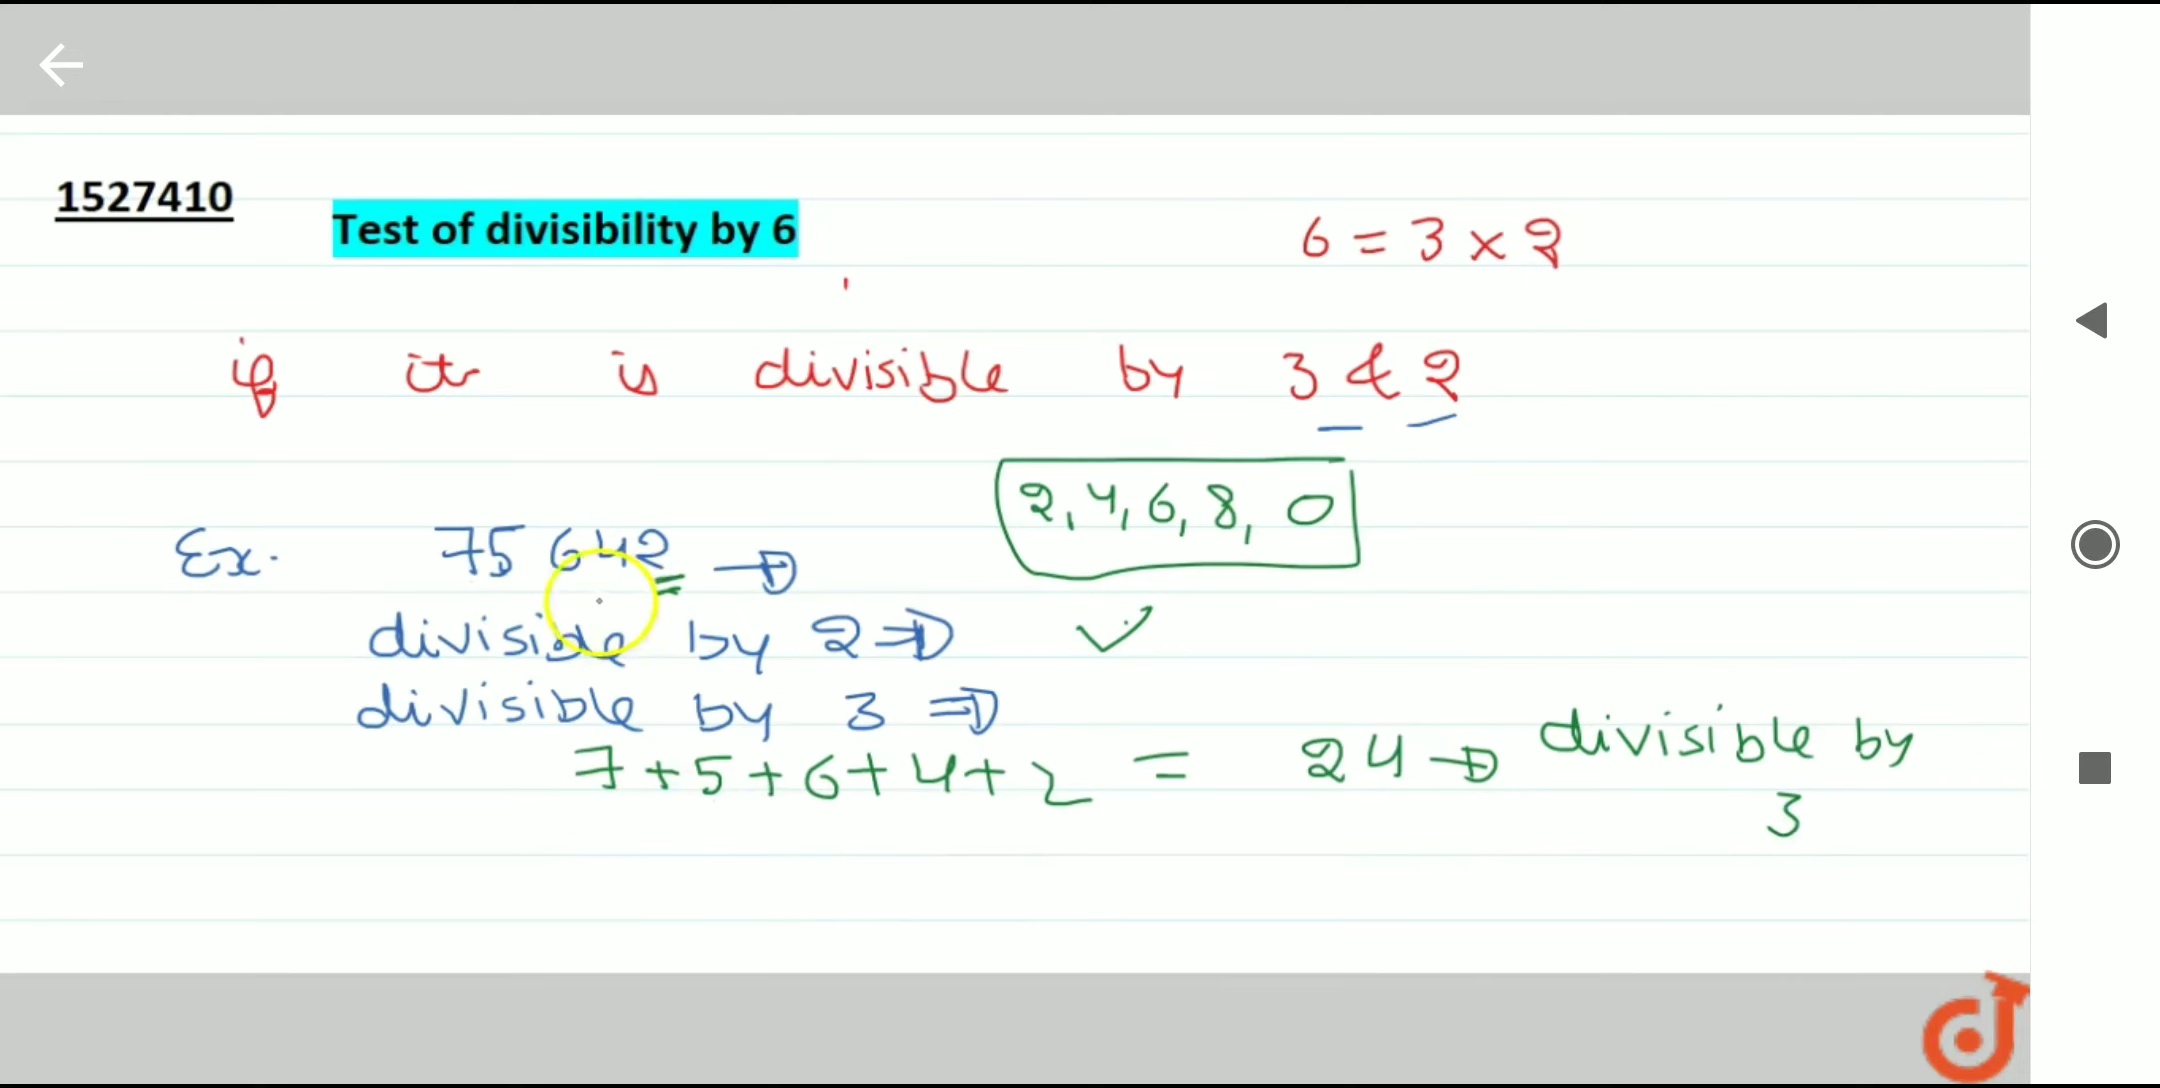 1527410
Test of divisibility by 6
6 = 3 × 2
if it is divisible by 3 & 2
2, 4, 6, 8, 0
Ex. 75642 →
divisible by 2 ⇒ ✓
divisible by 3 ⇒
7+5+6+4+2 = 24 → divisible by
3